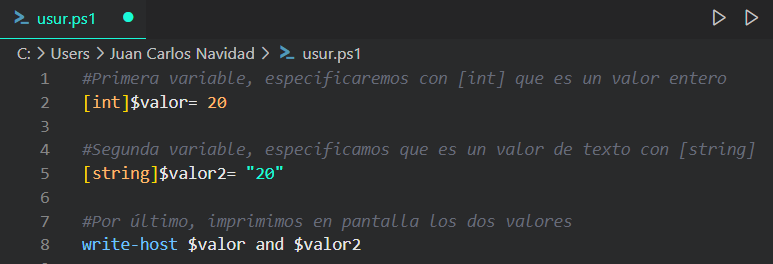 usur.ps1
C: > Users > Juan Carlos Navidad > usur.ps1
1 #Primera variable, especificaremos con [int] que es un valor entero
2 [int]$valor= 20
3
4 #Segunda variable, especificamos que es un valor de texto con [string]
5 [string]$valor2= "20"
6
7 #Por último, imprimimos en pantalla los dos valores
8 write-host $valor and $valor2